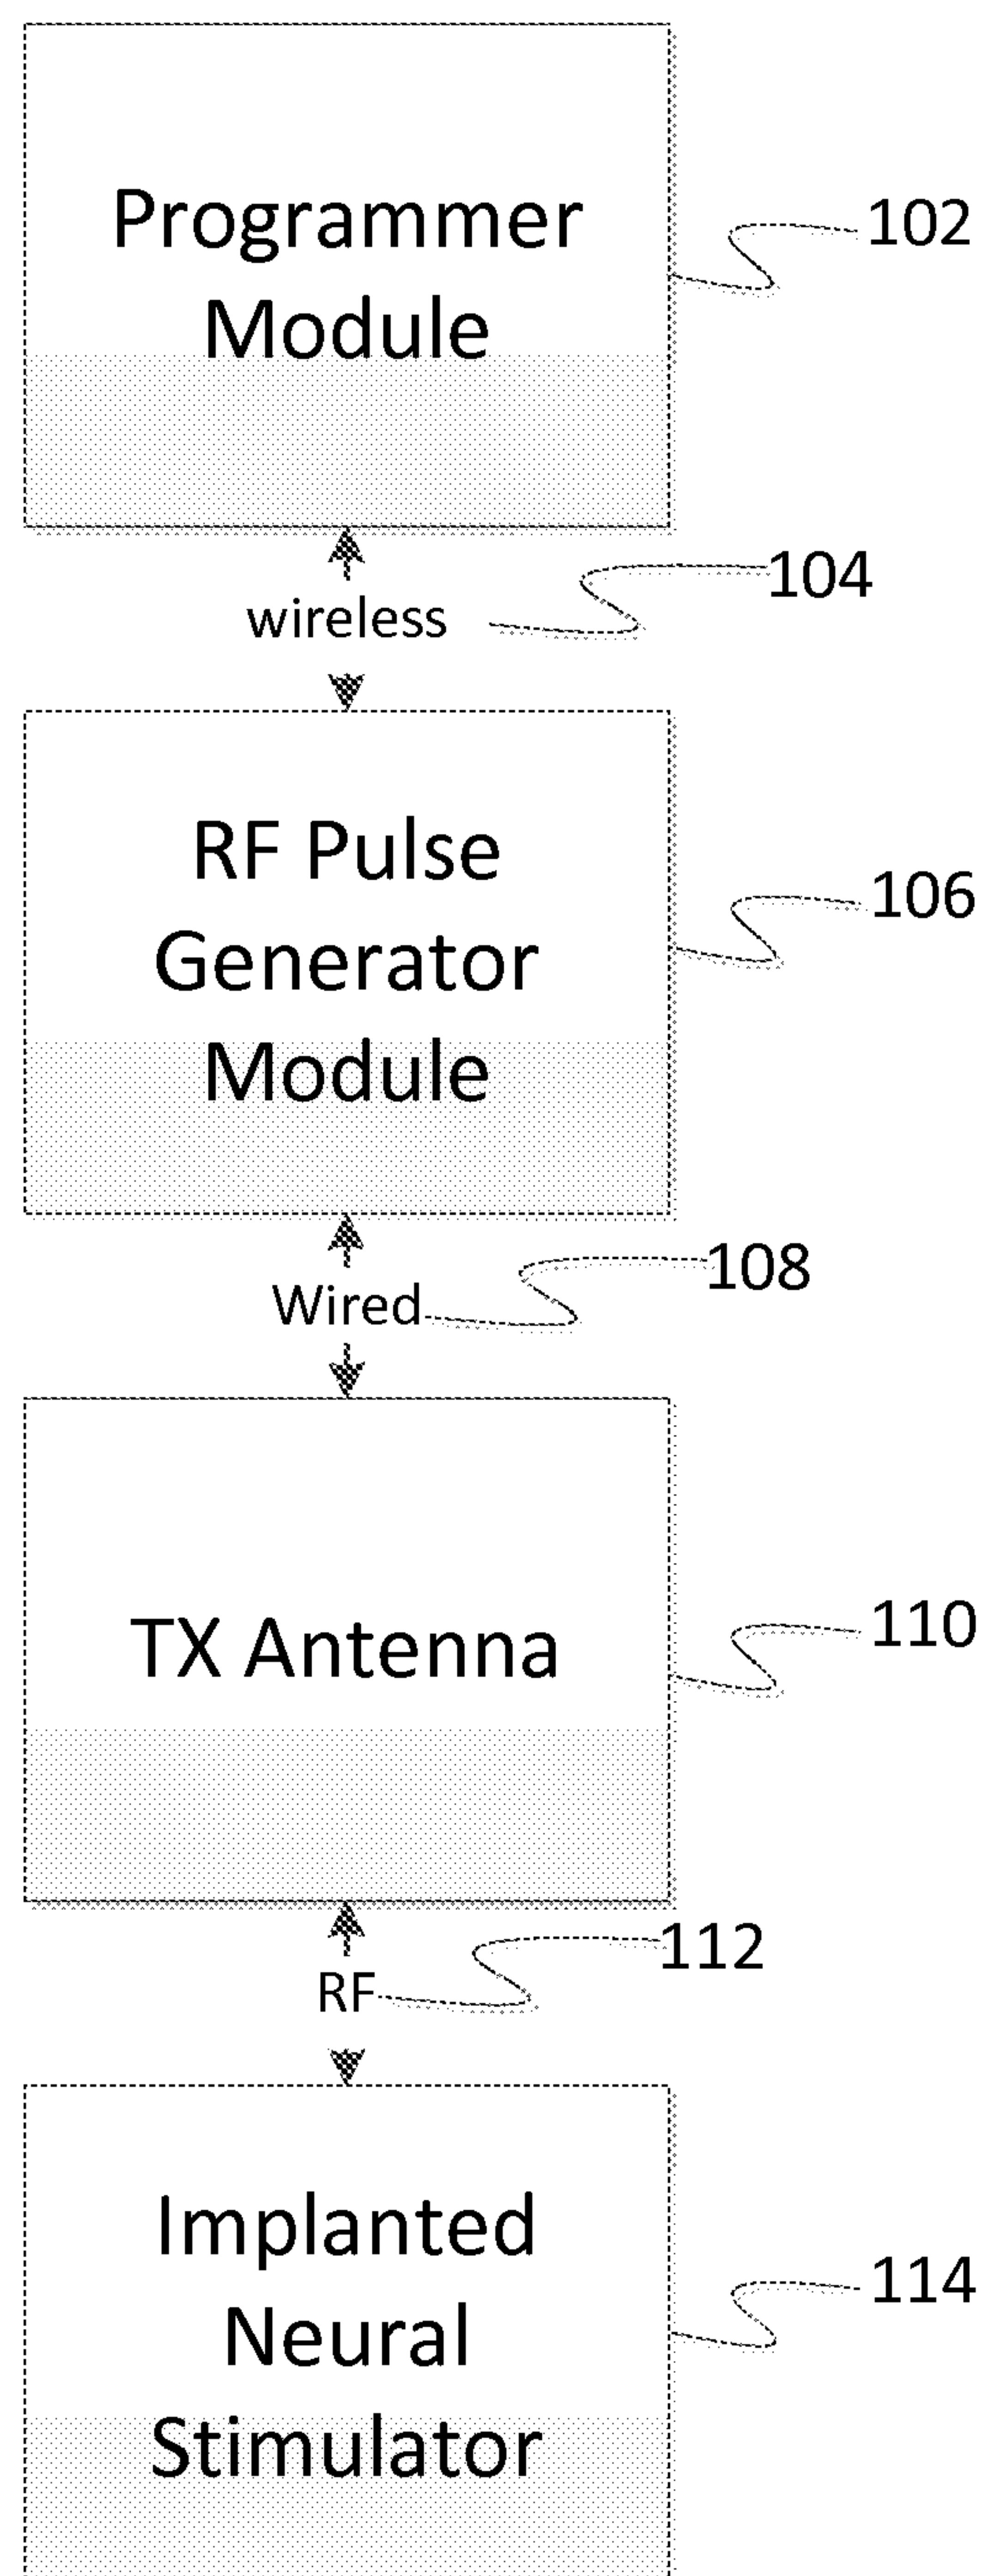 Programmer
Module
102
104
wireless
RF Pulse
Generator
Module
106
108
Wired
TX Antenna
110
112
RF
Implanted
Neural
Stimulator
114